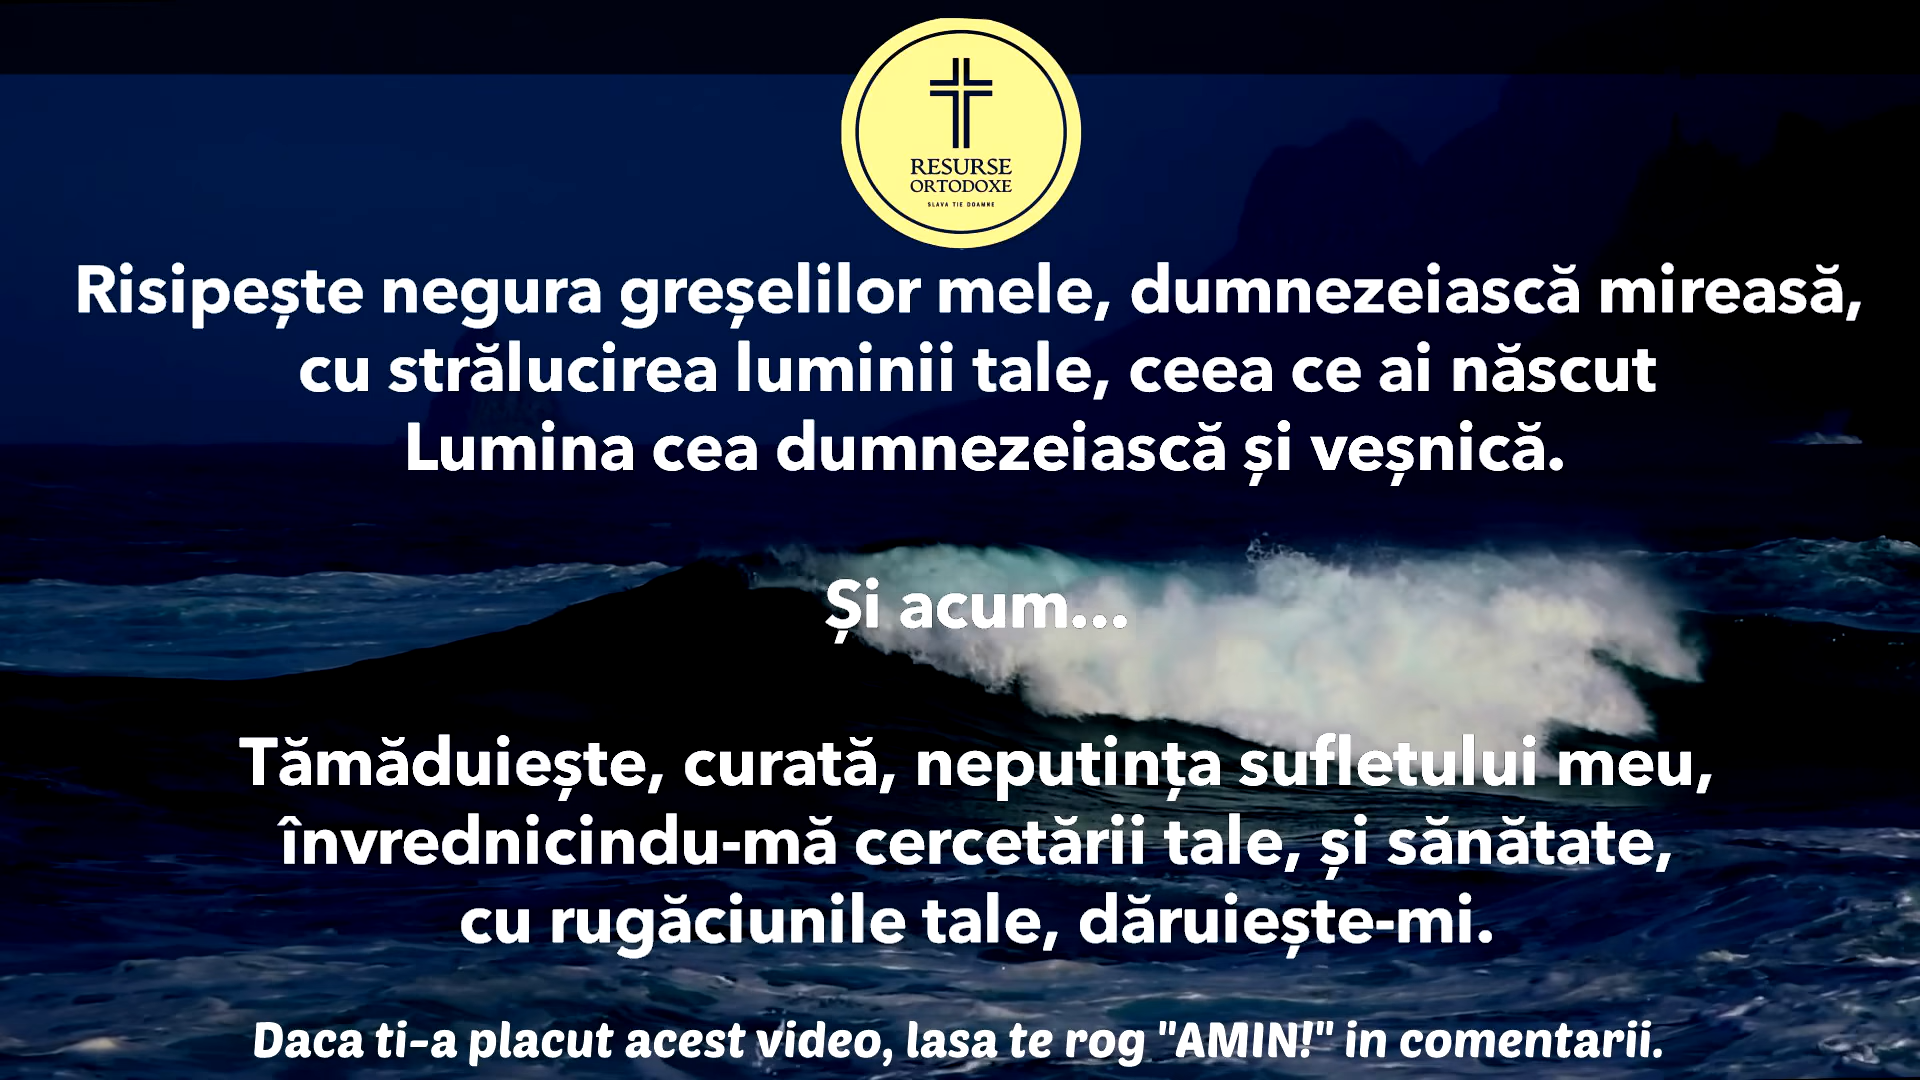 RESURSE
ORTODOXE
SLAVA TIE DOAMNE
Risipește negura greșelilor mele, dumnezeiască mireasă,
cu strălucirea luminii tale, ceea ce ai născut
Lumina cea dumnezeiască și veșnică.
Și acum...
Tămăduiește, curată, neputința sufletului meu,
învrednicindu-mă cercetării tale, și sănătate,
cu rugăciunile tale, dăruiește-mi.
Daca ti-a placut acest video, lasa te rog "AMIN!" in comentarii.